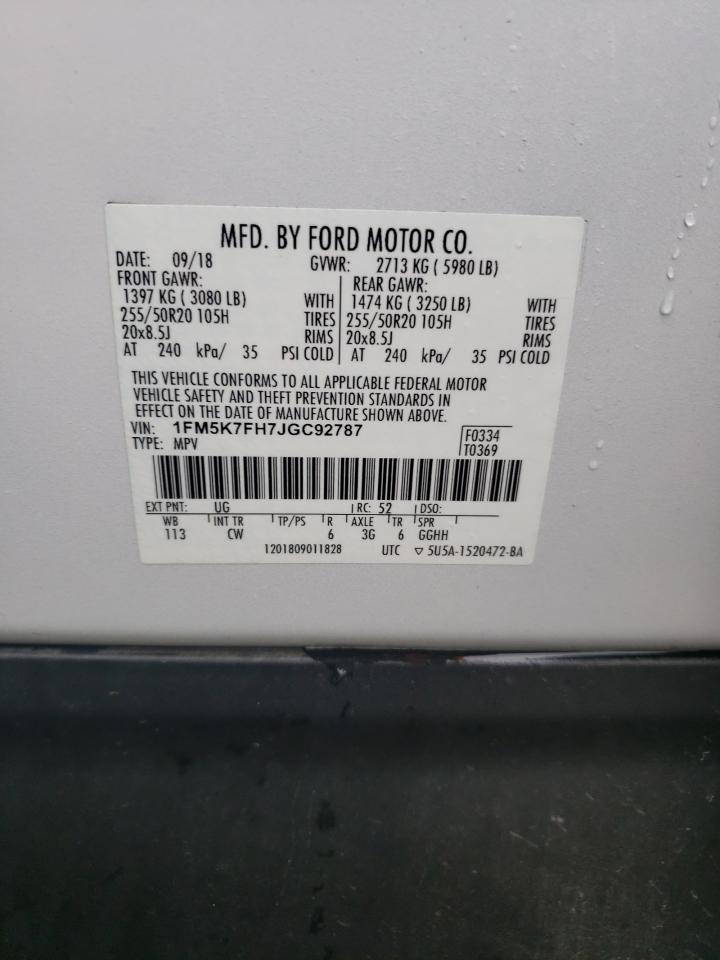 MFD. BY FORD MOTOR CO.
DATE: 09/18 GVWR: 2713 KG ( 5980 LB)
FRONT GAWR: REAR GAWR:
1397 KG ( 3080 LB) WITH 1474 KG ( 3250 LB) WITH
255/50R20 105H TIRES 255/50R20 105H TIRES
20x8.5J RIMS 20x8.5J RIMS
AT 240 kPa/ 35 PSI COLD AT 240 kPa/ 35 PSI COLD
THIS VEHICLE CONFORMS TO ALL APPLICABLE FEDERAL MOTOR
VEHICLE SAFETY AND THEFT PREVENTION STANDARDS IN
EFFECT ON THE DATE OF MANUFACTURE SHOWN ABOVE.
VIN: 1FM5K7FH7JGC92787 F0334
TYPE: MPV T0369
EXT PNT: UG RC: 52 DSO:
WB INT TR TP/PS R AXLE TR SPR
113 CW 6 3G 6 GGHH
1201809011828 UTC ▽ 5U5A-1520472-BA